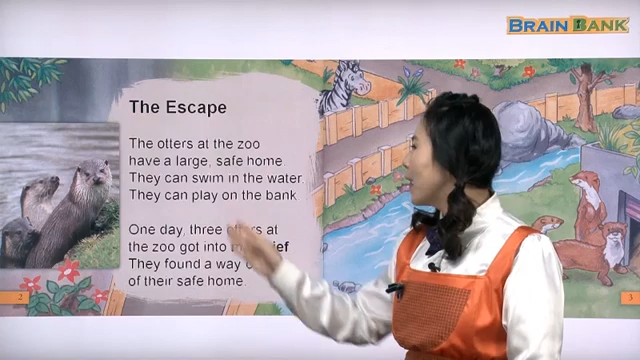 BRAIN BANK
The Escape
The otters at the zoo
have a large, safe home.
They can swim in the water.
They can play on the bank.
One day, three otters at
the zoo got into
They found a way
of their safe home.
2
3